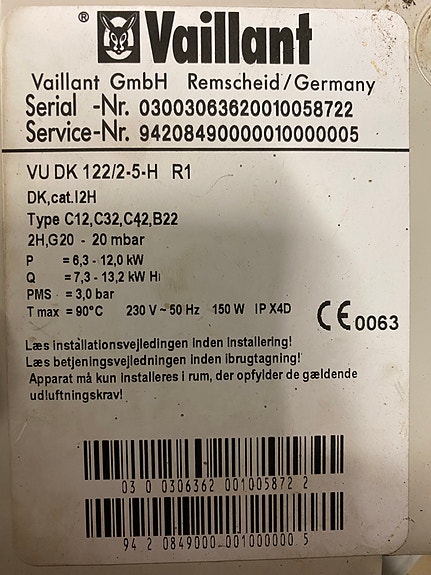 ® Vaillant
Vaillant GmbH Remscheid/Germany
Serial -Nr. 03003063620010058722
Service-Nr. 94208490000010000005
VU DK 122/2-5-H R1
DK,cat.I2H
Type C12,C32,C42,B22
2H,G20 - 20 mbar
P = 6,3 - 12,0 kW
Q = 7,3 - 13,2 kW Hi
PMS = 3,0 bar
T max = 90°C 230 V ~ 50 Hz 150 W IP X4D
CE 0063
Læs installationsvejledingen inden installering!
Læs betjeningsvejledningen inden ibrugtagning!
Apparat må kun installeres i rum, der opfylder de gældende
udluftningskrav!
03 0 0306362 001005872 2
94 2 0849000 001000000 5